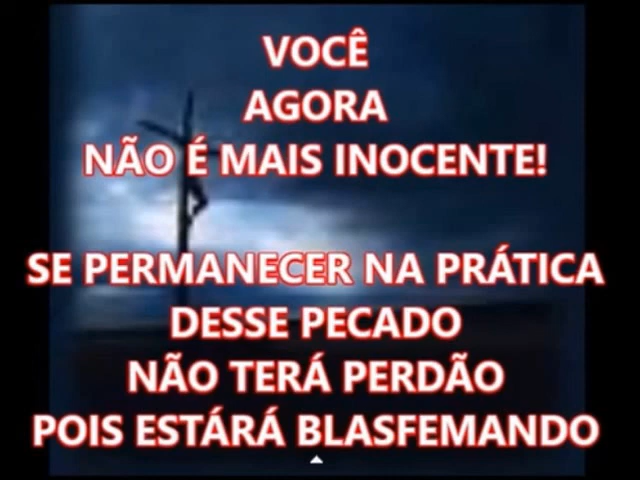 VOCÊ
AGORA
NÃO É MAIS INOCENTE!
SE PERMANECER NA PRÁTICA
DESSE PECADO
NÃO TERÁ PERDÃO
POIS ESTÁRÁ BLASFEMANDO